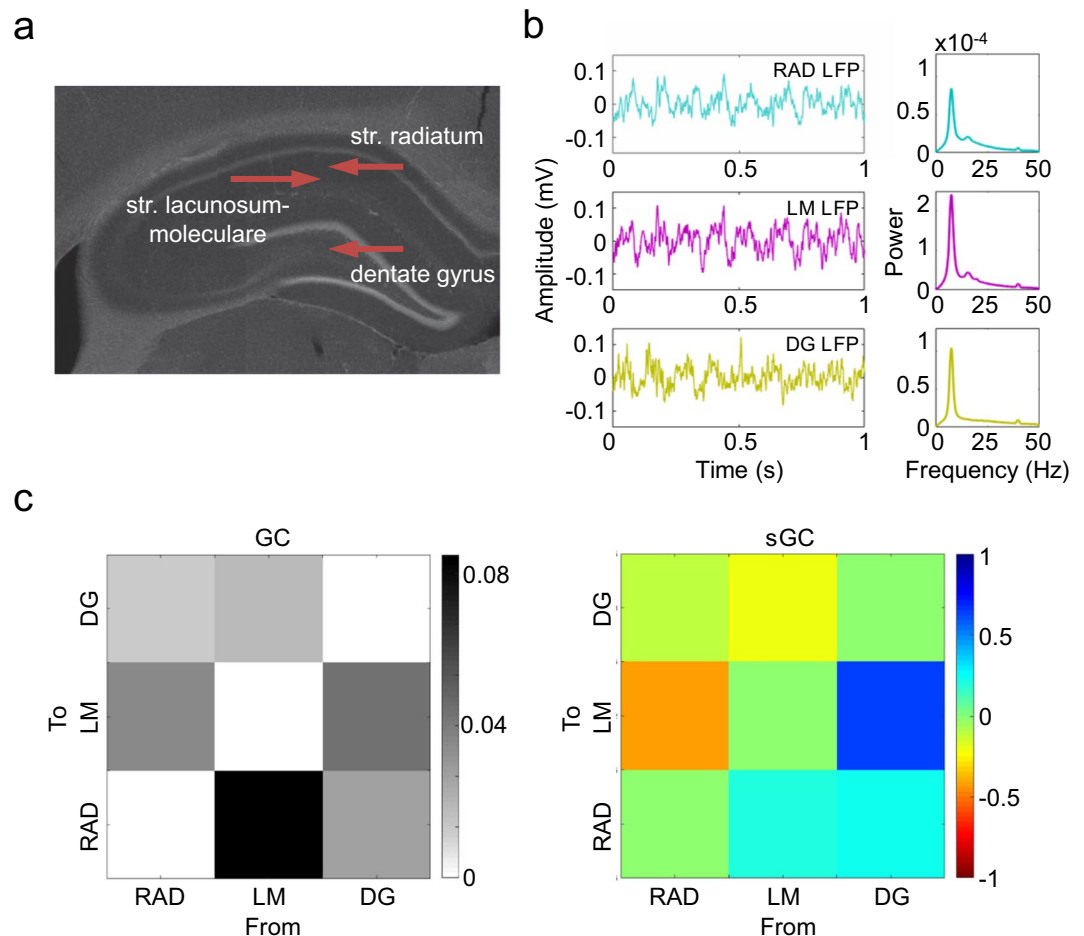 a
str. radiatum
str. lacunosum-
moleculare
dentate gyrus
b
x10-4
0.1
0
-0.1
RAD LFP
0
0.5
1
1
0.5
0
0
25
50
0.1
0
-0.1
LM LFP
0
0.5
1
2
1
0
0
25
50
0.1
0
-0.1
DG LFP
0
0.5
1
1
0.5
0
0
25
50
Amplitude (mV)
Power
Time (s)
Frequency (Hz)
c
GC
DG
LM
RAD
To
RAD
LM
DG
From
0.08
0.04
0
sGC
DG
LM
RAD
To
RAD
LM
DG
From
1
0.5
0
-0.5
-1